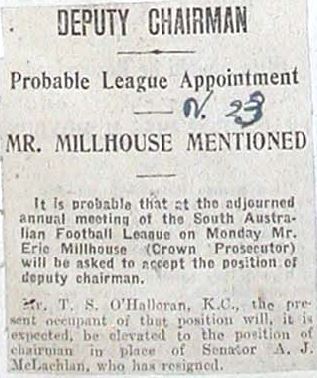 DEPUTY CHAIRMAN
Probable League Appointment
N. 23
MR. MILLHOUSE MENTIONED
It is probable that at the adjourned
annual meeting of the South Austra-
lian Football League on Monday Mr.
Eric Millhouse (Crown Prosecutor)
will be asked to accept the position of
deputy chairman.
Mr. T. S. O'Halloran, K.C., the pre-
sent occupant of that position will, it is
expected, be elevated to the position of
chairman in place of Senator A. J.
McLachlan, who has resigned.